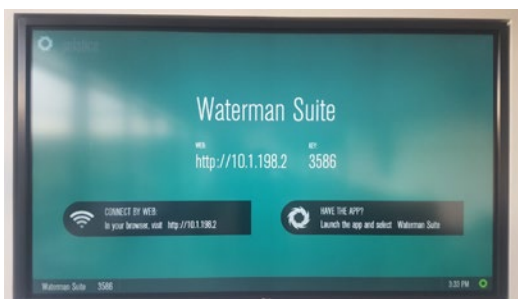 Waterman Suite
WEB:
KEY:
http://10.1.198.2
3586
CONNECT BY WEB:
In your browser, visit http://10.1.198.2
HAVE THE APP?
Launch the app and select Waterman Suite
Waterman Suite 3586
3:33 PM